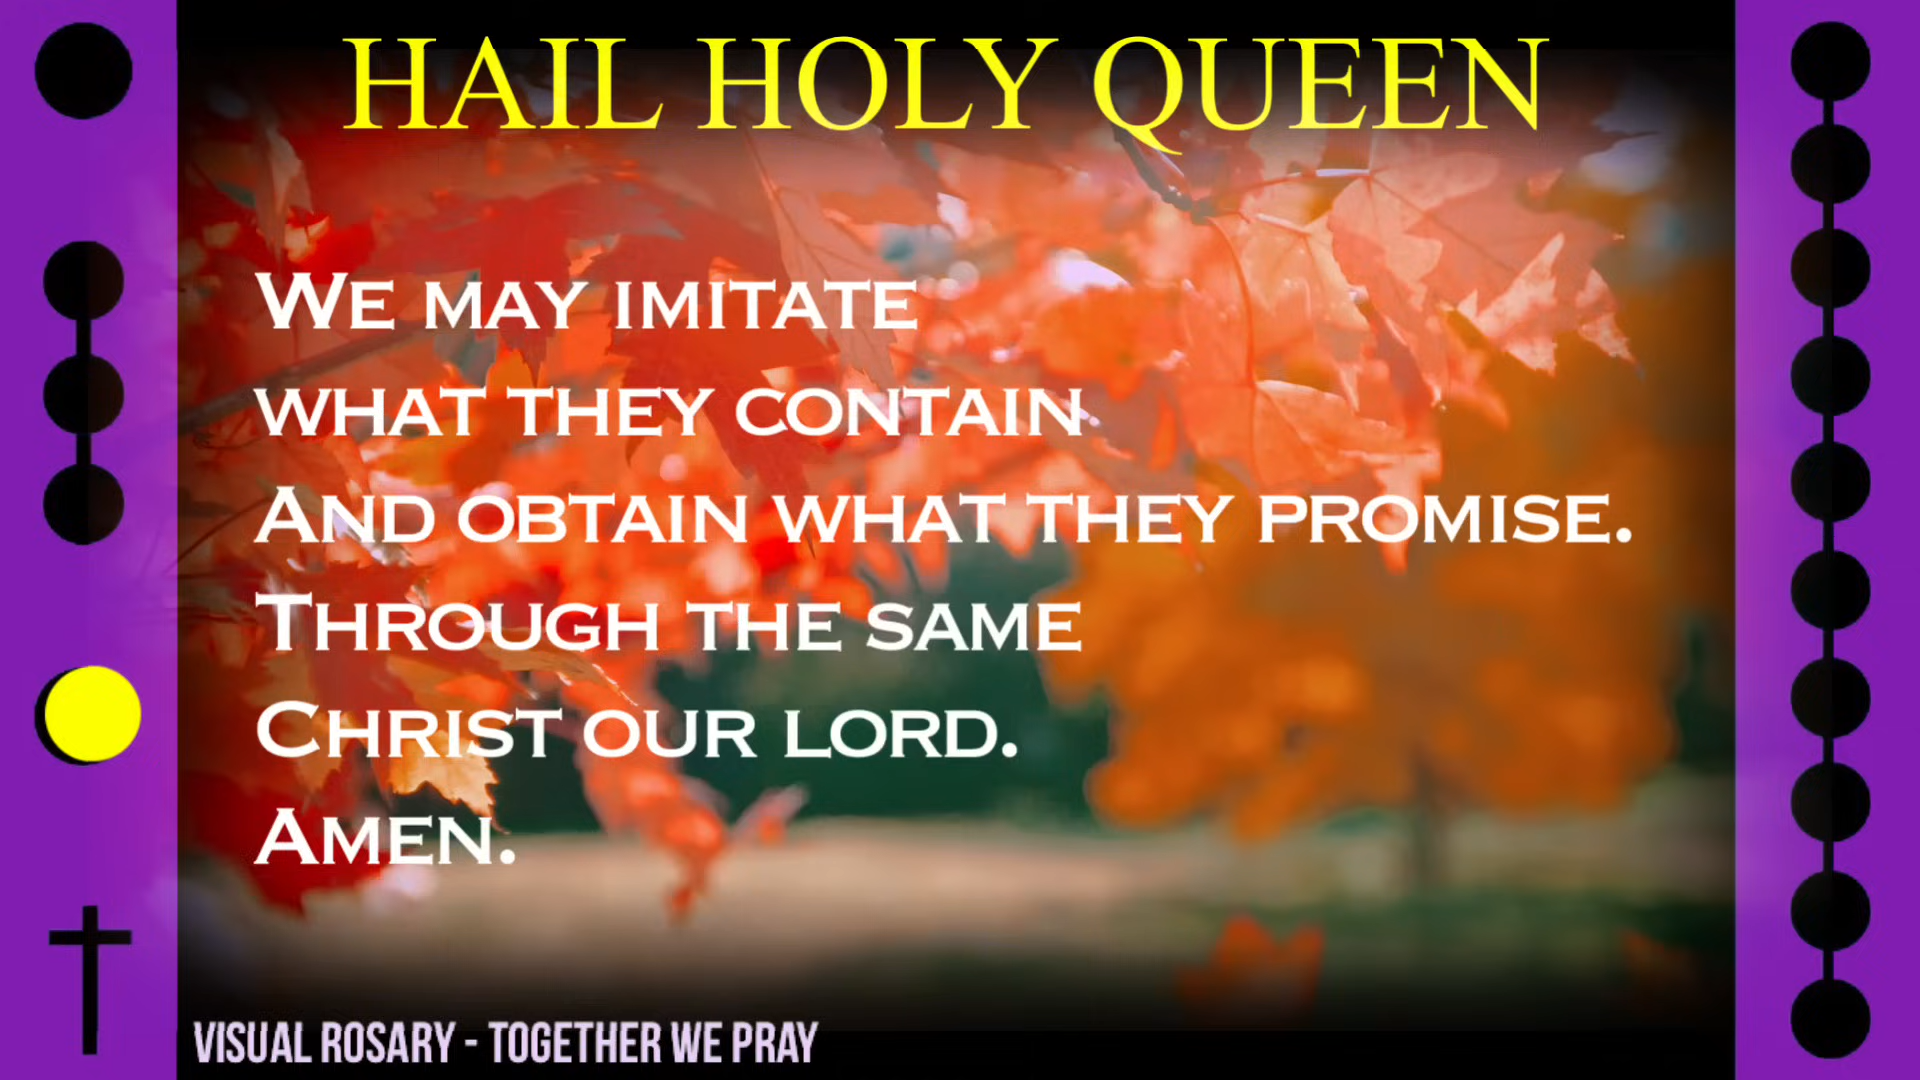 HAIL HOLY QUEEN
WE MAY IMITATE
WHAT THEY CONTAIN
AND OBTAIN WHAT THEY PROMISE.
THROUGH THE SAME
CHRIST OUR LORD.
AMEN.
VISUAL ROSARY - TOGETHER WE PRAY